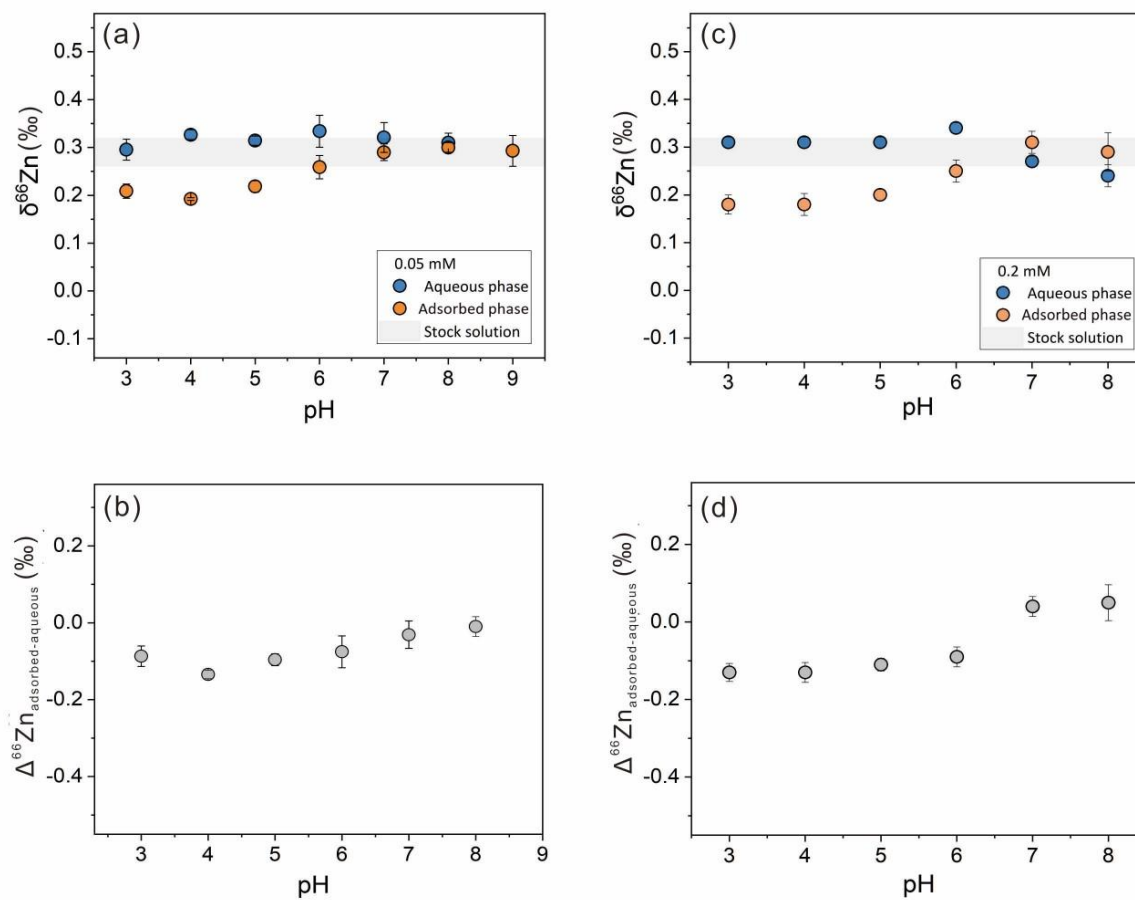 (a)
δ⁶⁶Zn (‰)
0.5
0.4
0.3
0.2
0.1
0.0
-0.1
0.05 mM
Aqueous phase
Adsorbed phase
Stock solution
3 4 5 6 7 8 9
pH
(c)
δ⁶⁶Zn (‰)
0.5
0.4
0.3
0.2
0.1
0.0
-0.1
0.2 mM
Aqueous phase
Adsorbed phase
Stock solution
3 4 5 6 7 8
pH
(b)
Δ⁶⁶Zn adsorbed-aqueous (‰)
0.2
0.0
-0.2
-0.4
3 4 5 6 7 8 9
pH
(d)
Δ⁶⁶Zn adsorbed-aqueous (‰)
0.2
0.0
-0.2
-0.4
3 4 5 6 7 8
pH